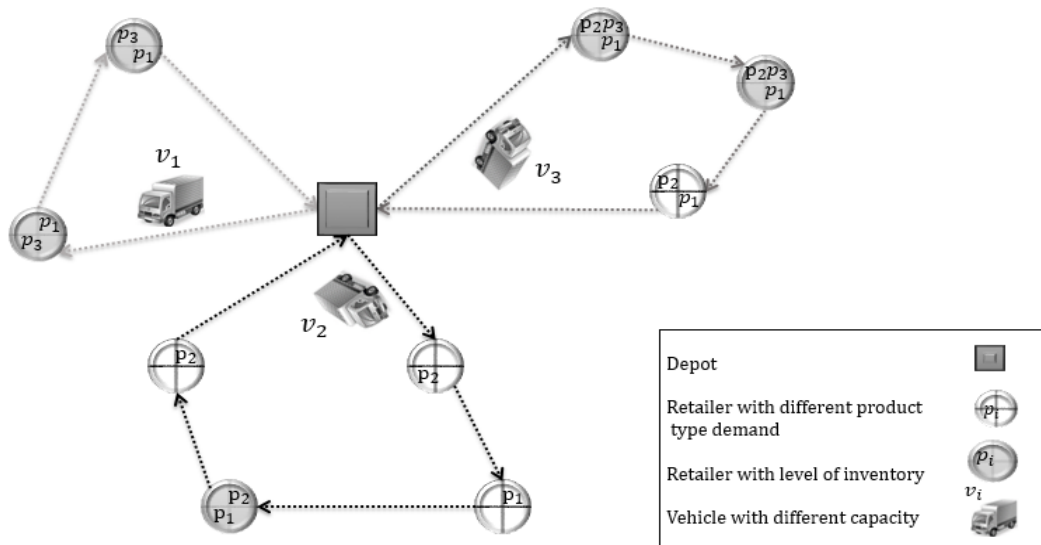 p₃
p₁
p₂p₃
p₁
p₂p₃
p₁
v₁
v₃
p₂
p₁
p₁
p₃
v₂
p₂
p₂
p₂
p₁
p₁
Depot
Retailer with different product
type demand
pᵢ
Retailer with level of inventory
pᵢ
vᵢ
Vehicle with different capacity